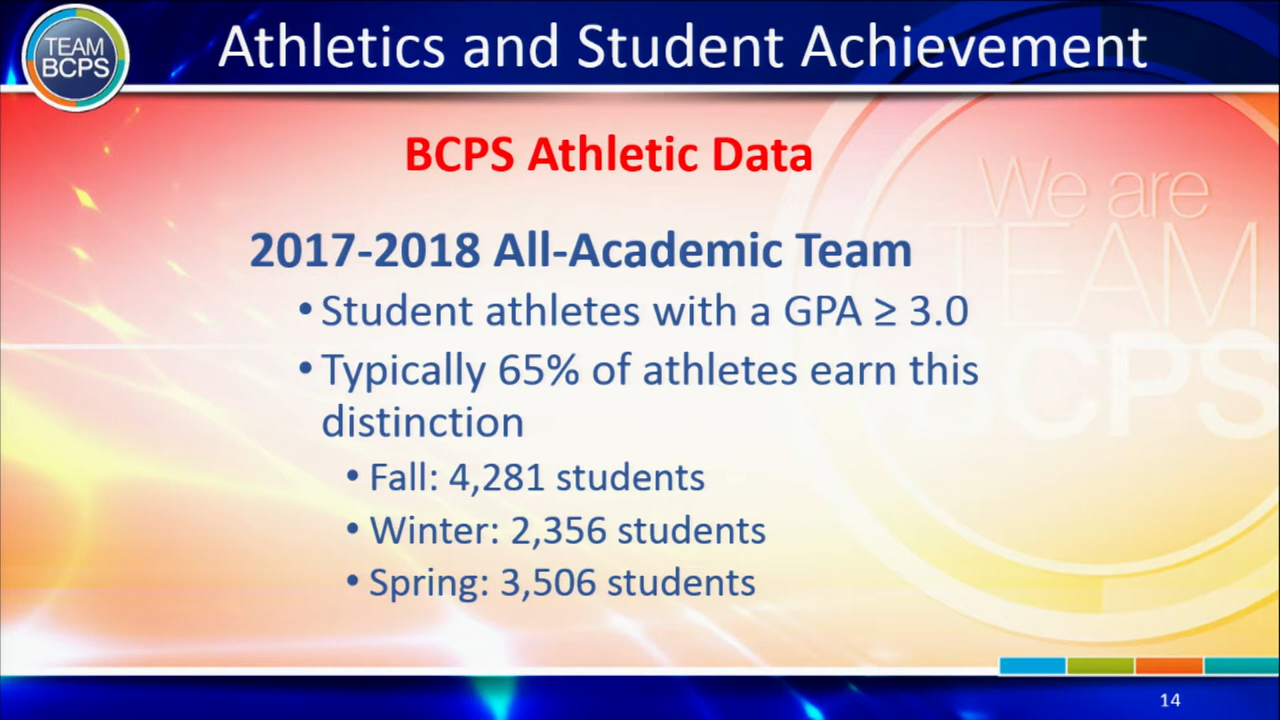 TEAM
BCPS
Athletics and Student Achievement
BCPS Athletic Data
We are
TEAM
BCPS
2017-2018 All-Academic Team
• Student athletes with a GPA ≥ 3.0
• Typically 65% of athletes earn this
distinction
• Fall: 4,281 students
• Winter: 2,356 students
• Spring: 3,506 students
14